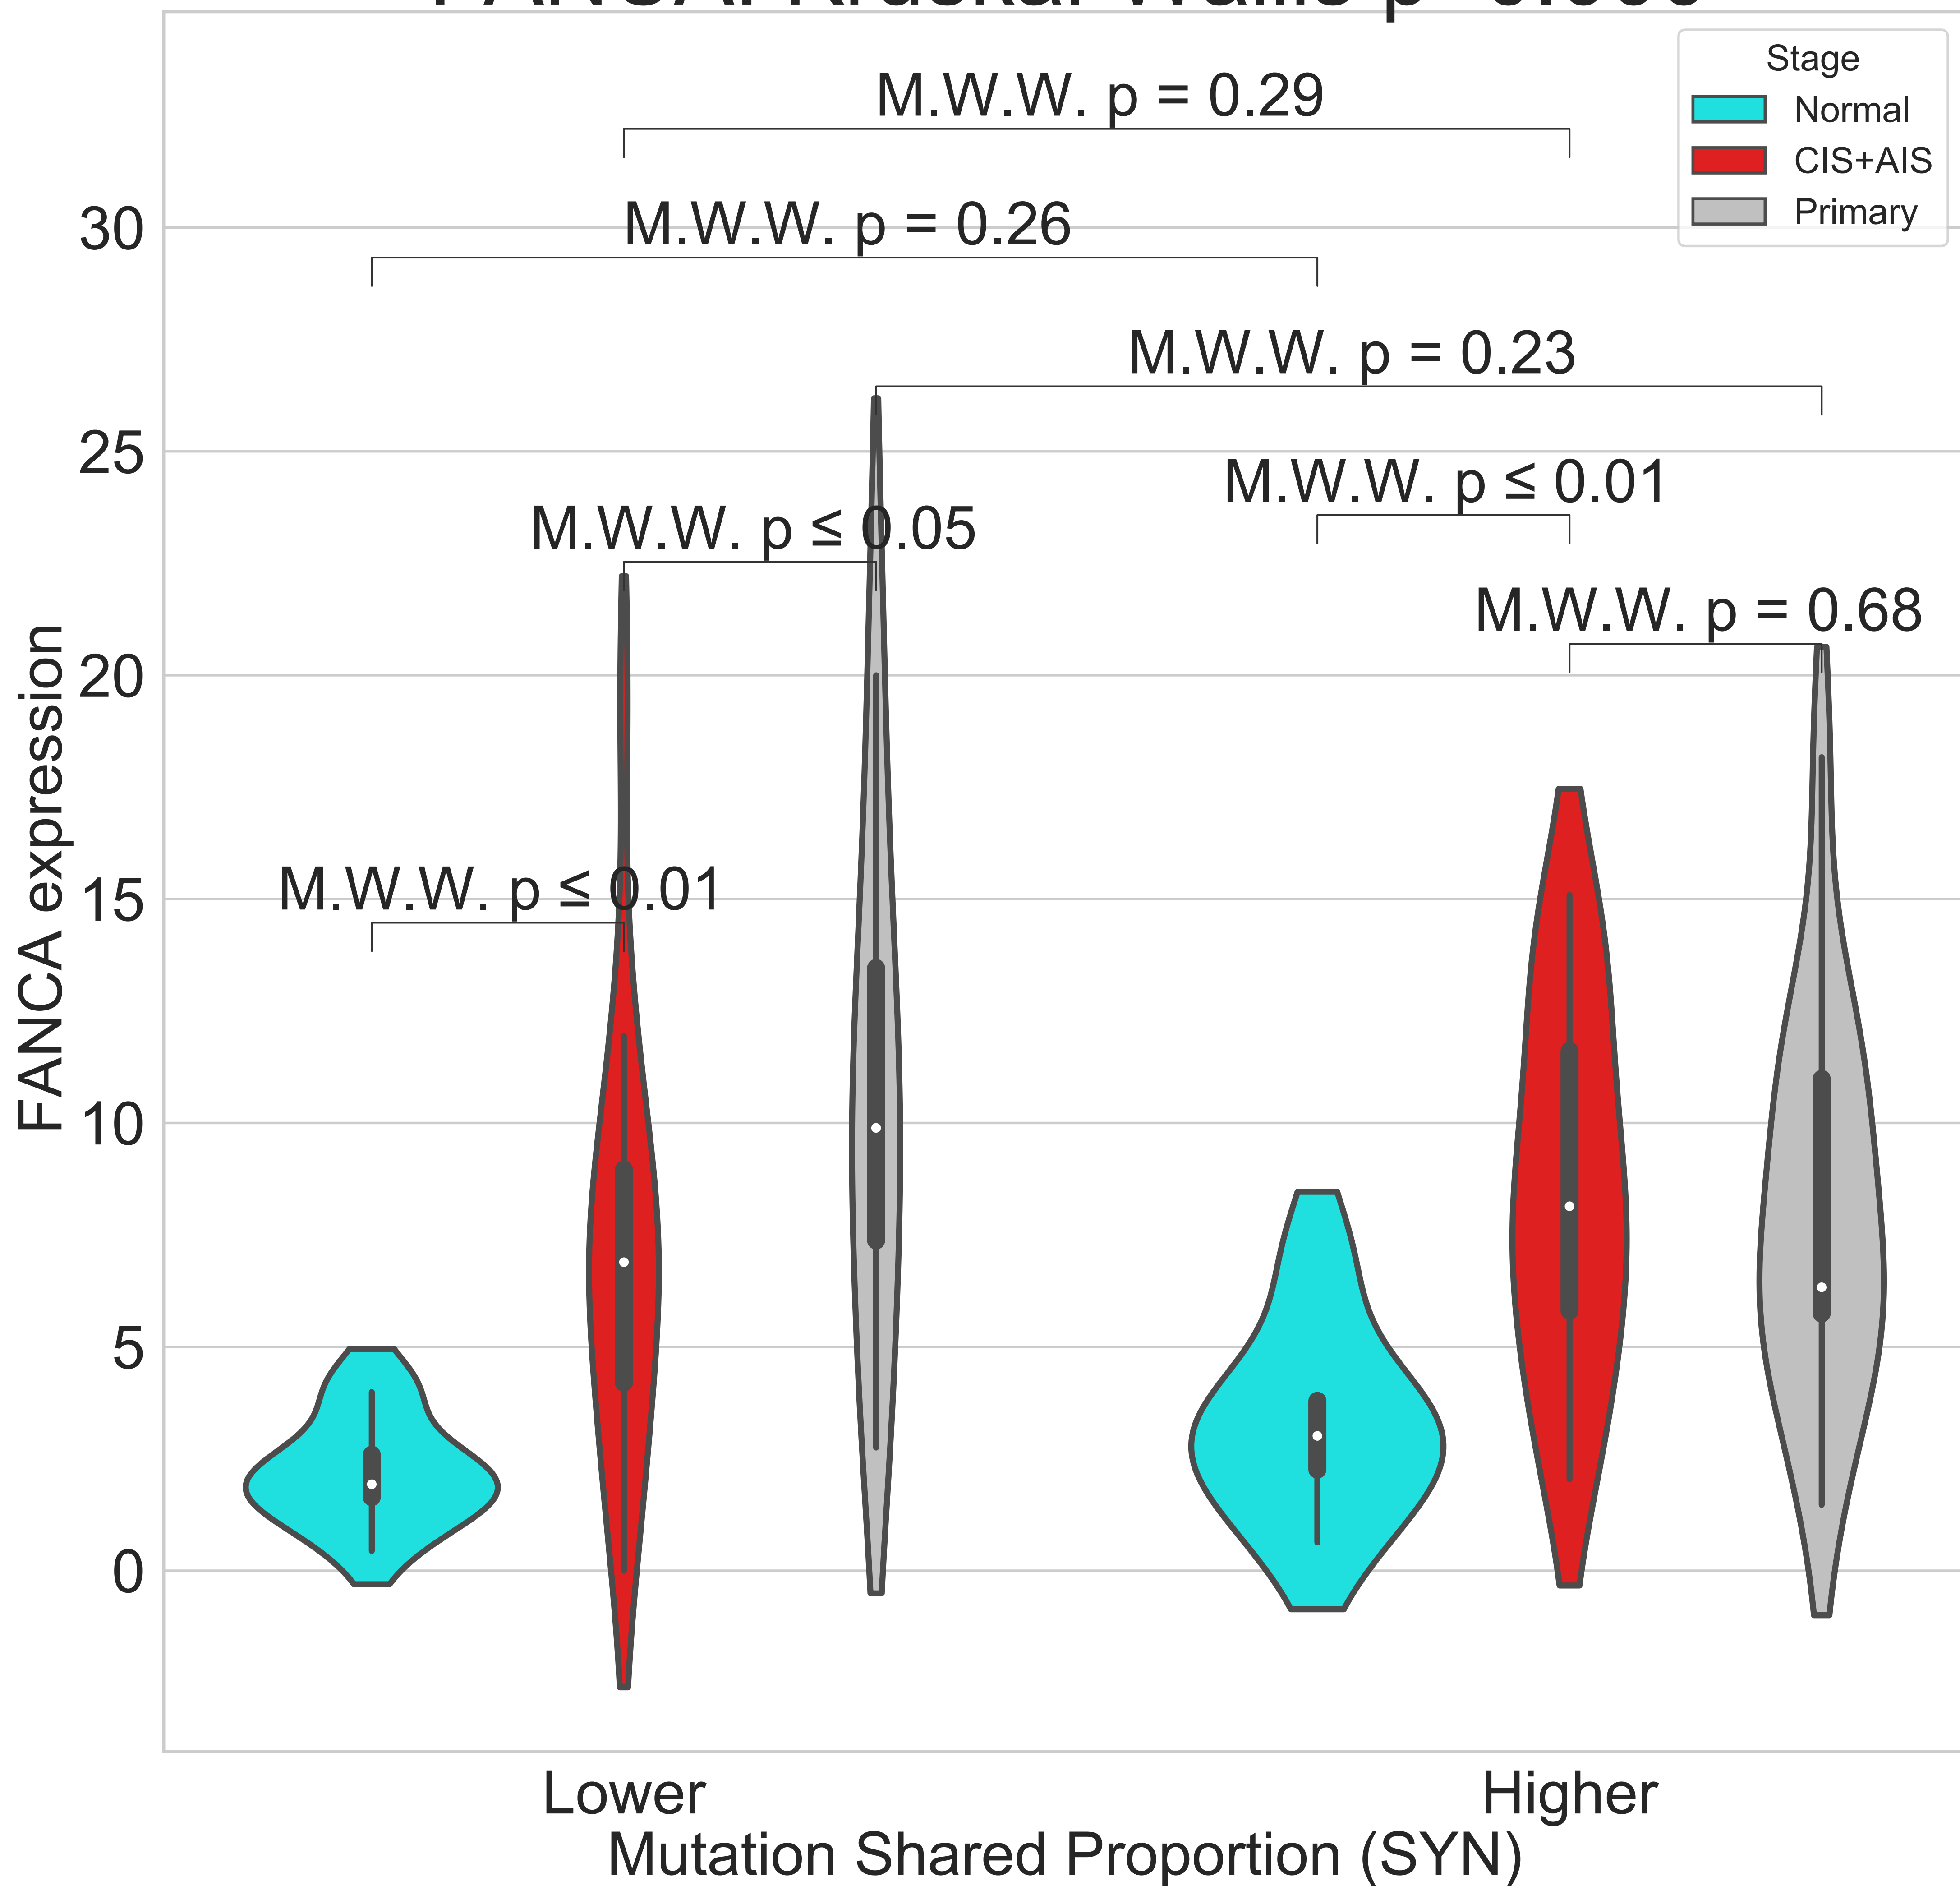 Stage
Normal
CIS+AIS
Primary
M.W.W. p = 0.29
M.W.W. p = 0.26
M.W.W. p = 0.23
M.W.W. p ≤ 0.01
M.W.W. p ≤ 0.05
M.W.W. p = 0.68
M.W.W. p ≤ 0.01
FANCA expression
30
25
20
15
10
5
0
Lower
Higher
Mutation Shared Proportion (SYN)